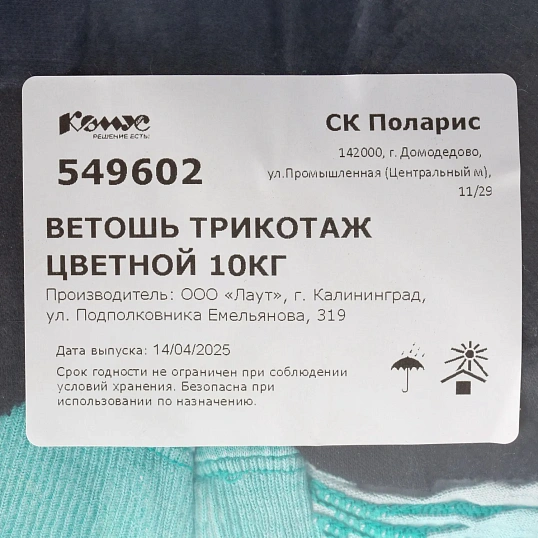 Комус
РЕШЕНИЕ ЕСТЬ!
СК Поларис
549602
142000, г. Домодедово,
ул.Промышленная (Центральный м),
11/29
ВЕТОШЬ ТРИКОТАЖ
ЦВЕТНОЙ 10КГ
Производитель: ООО «Лаут», г. Калининград,
ул. Подполковника Емельянова, 319
Дата выпуска: 14/04/2025
Срок годности не ограничен при соблюдении
условий хранения. Безопасна при
использовании по назначению.